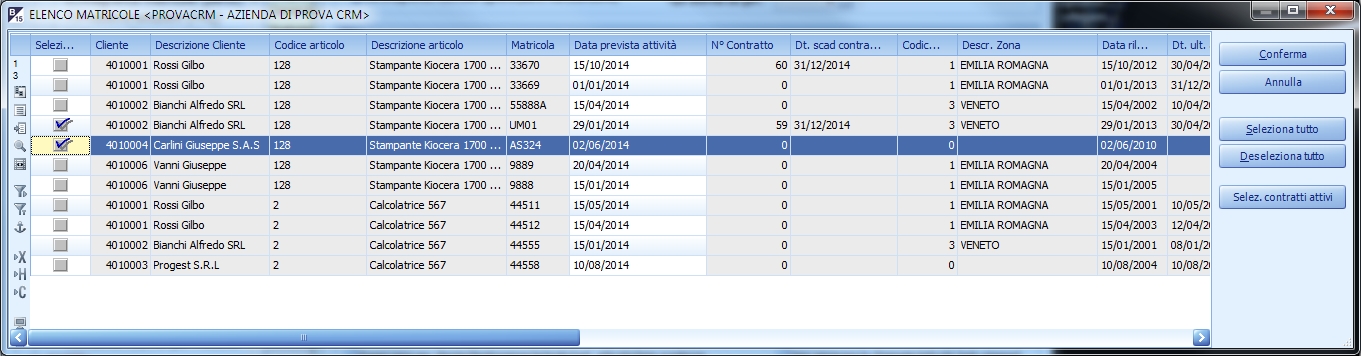 B 15 ELENCO MATRICOLE <PROVACRM - AZIENDA DI PROVA CRM>
Selezi... Cliente Descrizione Cliente Codice articolo Descrizione articolo Matricola Data prevista attività N° Contratto Dt. scad contra... Codic... Descr. Zona Data ril... Dt. ult.
4010001 Rossi Gilbo 128 Stampante Kiocera 1700 ... 33670 15/10/2014 60 31/12/2014 1 EMILIA ROMAGNA 15/10/2012 30/04/2
4010001 Rossi Gilbo 128 Stampante Kiocera 1700 ... 33669 01/01/2014 0 1 EMILIA ROMAGNA 01/01/2013 31/12/2
4010002 Bianchi Alfredo SRL 128 Stampante Kiocera 1700 ... 55888A 15/04/2014 0 3 VENETO 15/04/2002 10/04/2
4010002 Bianchi Alfredo SRL 128 Stampante Kiocera 1700 ... UM01 29/01/2014 59 31/12/2014 3 VENETO 29/01/2013 30/04/2
4010004 Carlini Giuseppe S.A.S 128 Stampante Kiocera 1700 ... AS324 02/06/2014 0 0 02/06/2010
4010006 Vanni Giuseppe 128 Stampante Kiocera 1700 ... 9889 20/04/2014 0 1 EMILIA ROMAGNA 20/04/2004
4010006 Vanni Giuseppe 128 Stampante Kiocera 1700 ... 9888 15/01/2014 0 1 EMILIA ROMAGNA 15/01/2005
4010001 Rossi Gilbo 2 Calcolatrice 567 44511 15/05/2014 0 1 EMILIA ROMAGNA 15/05/2001 10/05/2
4010001 Rossi Gilbo 2 Calcolatrice 567 44512 15/04/2014 0 1 EMILIA ROMAGNA 15/04/2003 12/04/2
4010002 Bianchi Alfredo SRL 2 Calcolatrice 567 44555 15/01/2014 0 3 VENETO 15/01/2001 08/01/2
4010003 Progest S.R.L 2 Calcolatrice 567 44558 10/08/2014 0 0 10/08/2004 10/08/2
1
3
X
H
C
Conferma
Annulla
Seleziona tutto
Deseleziona tutto
Selez. contratti attivi